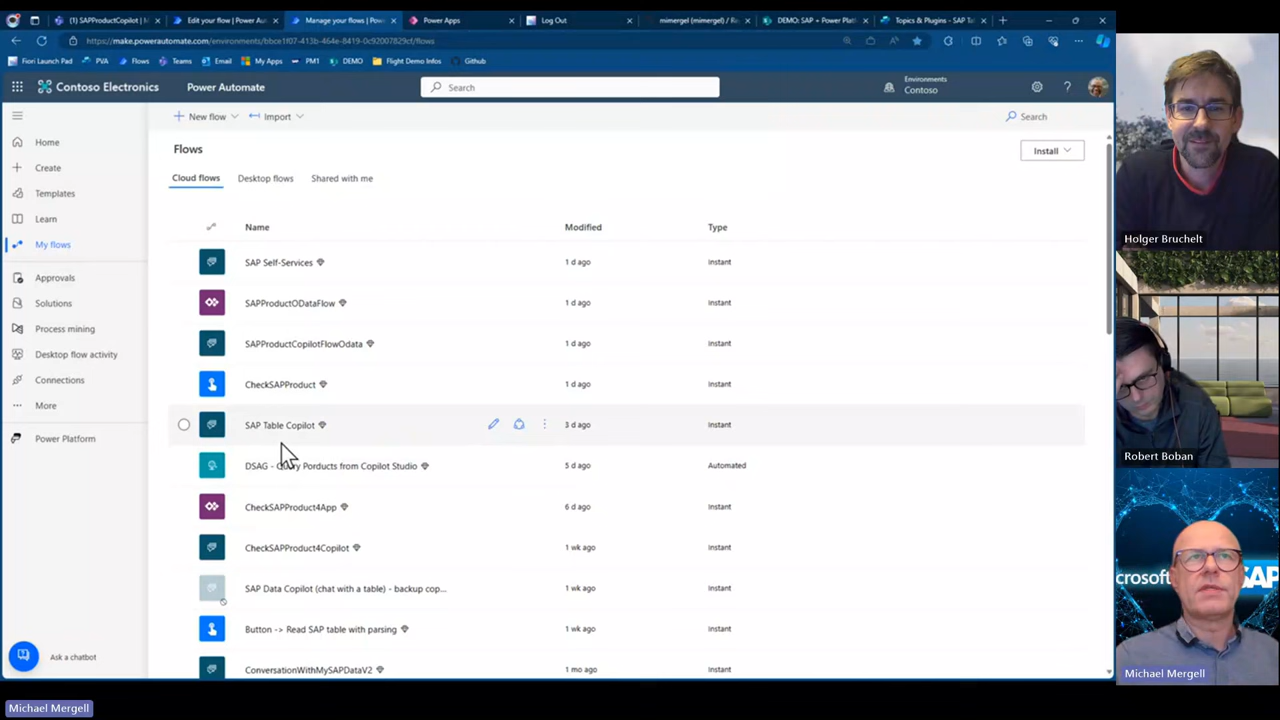 (1) SAPProductCopilot | M
Edit your flow | Power Au
Manage your flows | Pow
Power Apps
Log Out
mimergel (mimergel) / Re
DEMO: SAP + Power Platf
Topics & Plugins - SAP Ta
https://make.powerautomate.com/environments/bbce1f07-413b-464e-8419-0c92007829cf/flows
Fiori Launch Pad
PVA
Flows
Teams
Email
My Apps
PM1
DEMO
Flight Demo Infos
Github
Contoso Electronics
Power Automate
Search
Environments
Contoso
New flow
Import
Search
Home
Create
Templates
Learn
My flows
Approvals
Solutions
Process mining
Desktop flow activity
Connections
More
Power Platform
Ask a chatbot
Flows
Install
Cloud flows
Desktop flows
Shared with me
Name Modified Type
SAP Self-Services 1 d ago Instant
SAPProductODataFlow 1 d ago Instant
SAPProductCopilotFlowOdata 1 d ago Instant
CheckSAPProduct 1 d ago Instant
SAP Table Copilot 3 d ago Instant
DSAG - Query Porducts from Copilot Studio 5 d ago Automated
CheckSAPProduct4App 6 d ago Instant
CheckSAPProduct4Copilot 1 wk ago Instant
SAP Data Copilot (chat with a table) - backup cop... 1 wk ago Instant
Button -> Read SAP table with parsing 1 wk ago Instant
ConversationWithMySAPDataV2 1 mo ago Instant
Holger Bruchelt
Robert Boban
crosoft
SAP
Michael Mergell
Michael Mergell